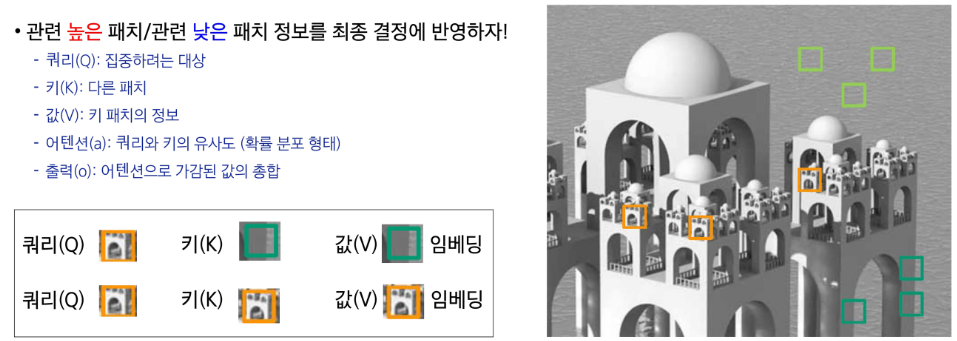 • 관련 높은 패치/관련 낮은 패치 정보를 최종 결정에 반영하자!
- 쿼리(Q): 집중하려는 대상
- 키(K): 다른 패치
- 값(V): 키 패치의 정보
- 어텐션(a): 쿼리와 키의 유사도 (확률 분포 형태)
- 출력(o): 어텐션으로 가감된 값의 총합
쿼리(Q) 키(K) 값(V) 임베딩
쿼리(Q) 키(K) 값(V) 임베딩